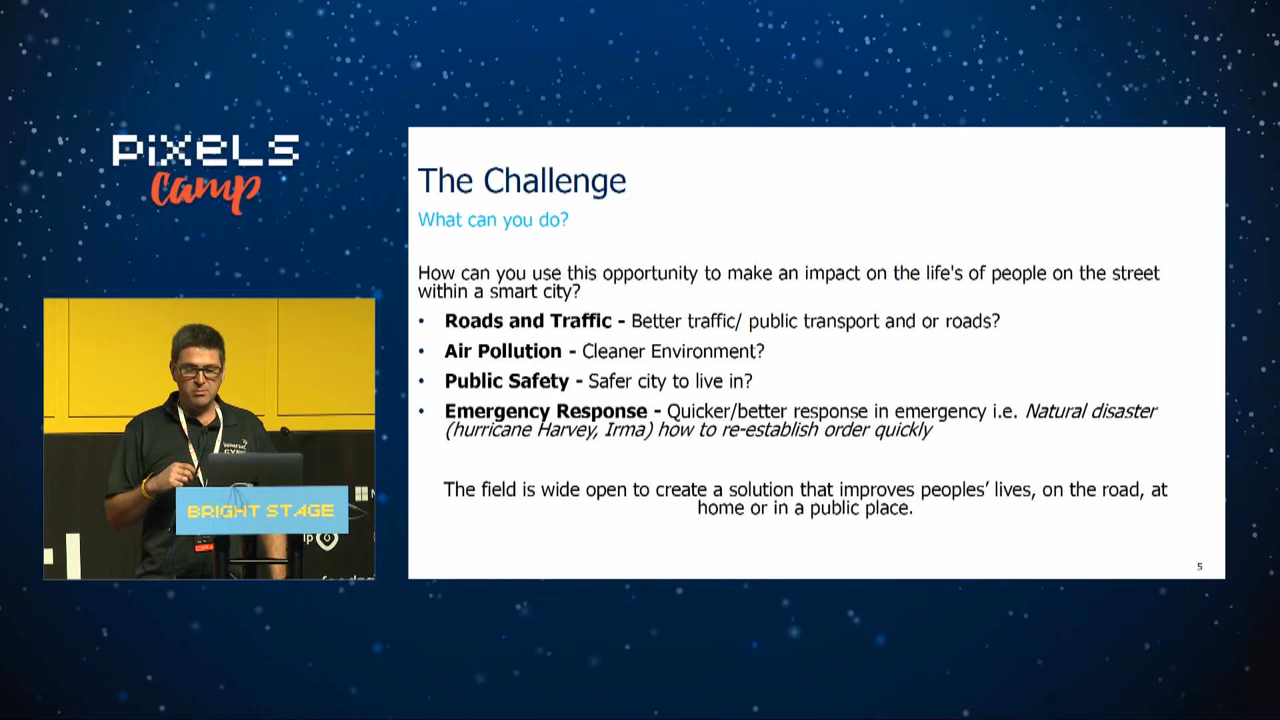 PixeLS
camp
The Challenge
What can you do?
How can you use this opportunity to make an impact on the life's of people on the street
within a smart city?
• Roads and Traffic - Better traffic/ public transport and or roads?
• Air Pollution - Cleaner Environment?
• Public Safety - Safer city to live in?
• Emergency Response - Quicker/better response in emergency i.e. Natural disaster
(hurricane Harvey, Irma) how to re-establish order quickly
The field is wide open to create a solution that improves peoples’ lives, on the road, at
home or in a public place.
5
BRIGHT STAGE